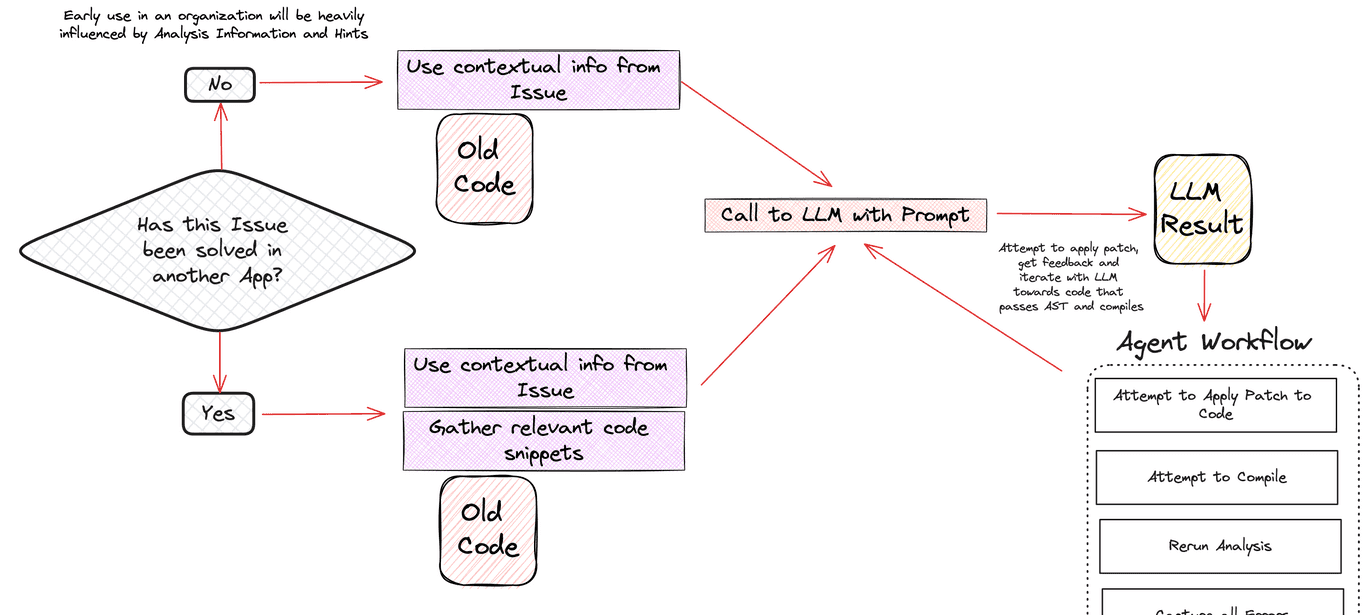 Early use in an organization will be heavily
influenced by Analysis Information and Hints
No
Use contextual info from
Issue
Old
Code
Has this Issue
been solved in
another App?
Call to LLM with Prompt
LLM
Result
Attempt to apply patch,
get feedback and
iterate with LLM
towards code that
passes AST and compiles
Agent Workflow
Attempt to Apply Patch to
Code
Attempt to Compile
Rerun Analysis
Capture all Errors
Yes
Use contextual info from
Issue
Gather relevant code
snippets
Old
Code